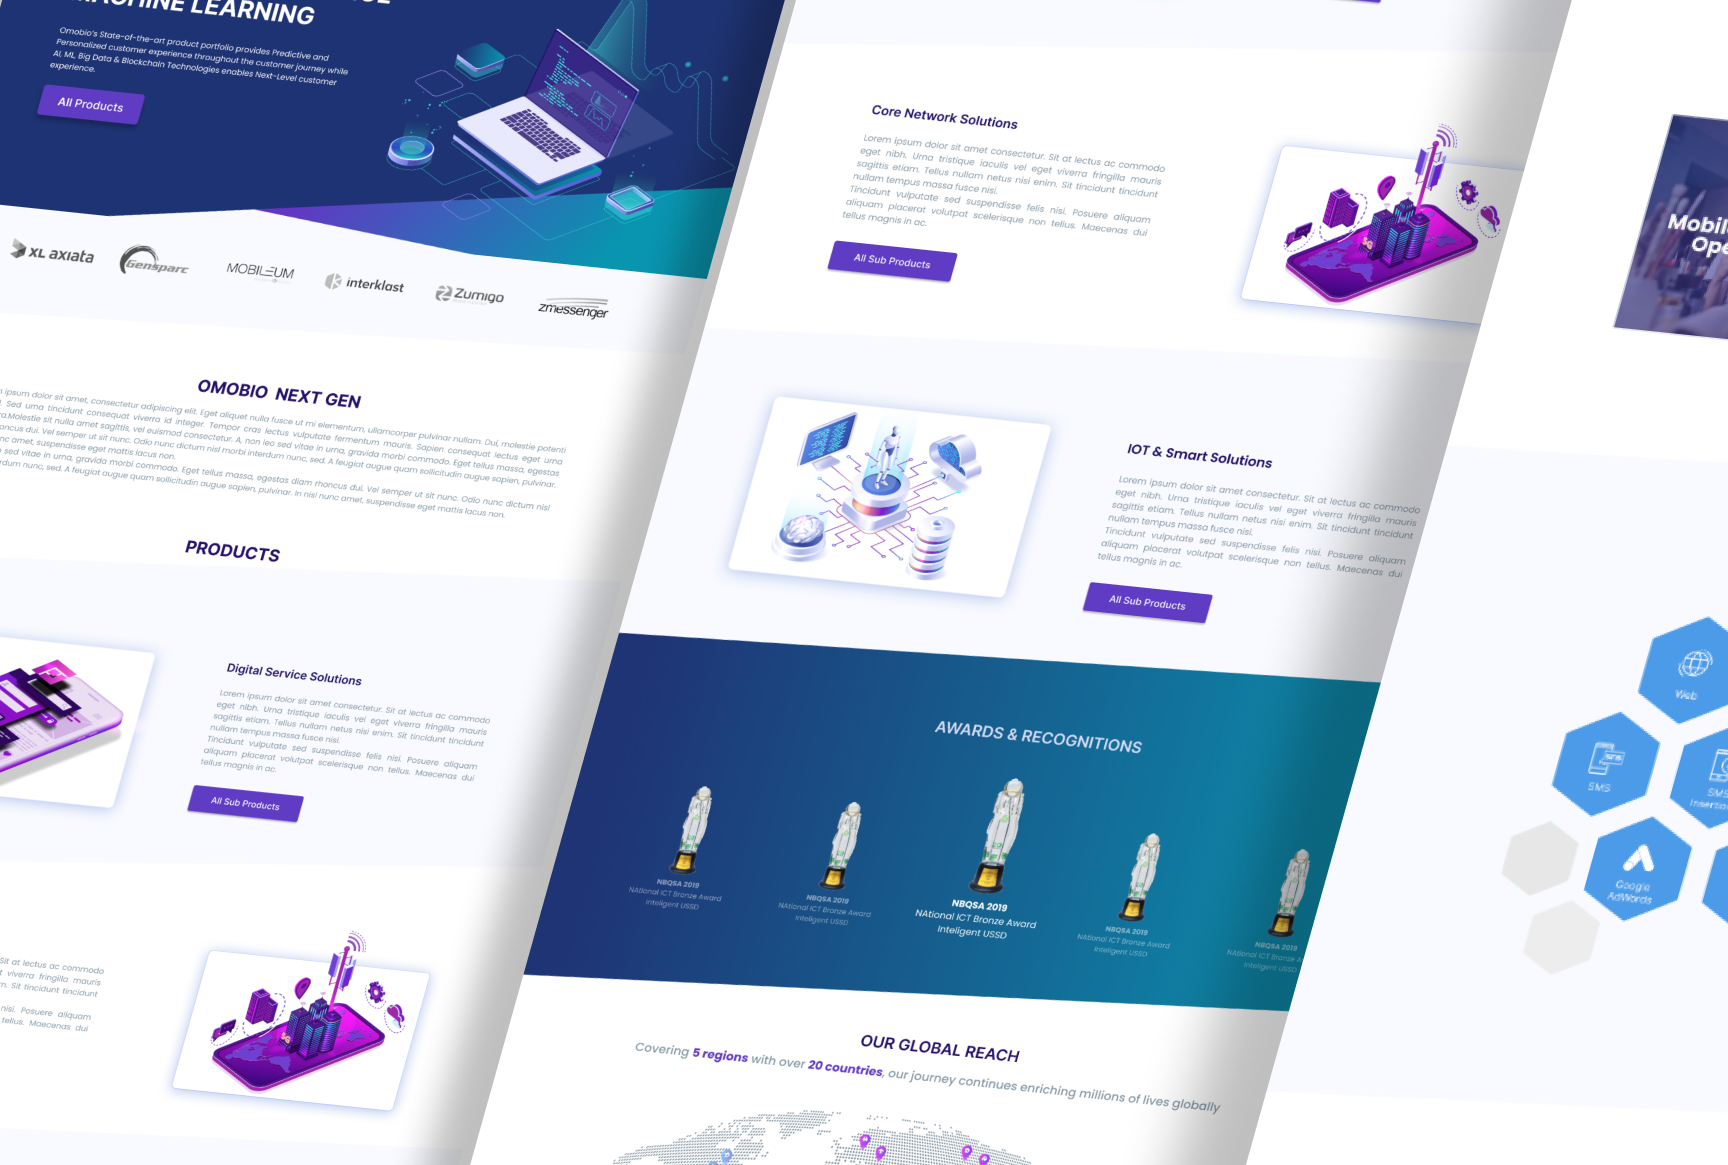 MACHINE LEARNING
Omobio's State-of-the-art product portfolio provides Predictive and
Personalized customer experience throughout the customer journey while
AI, ML, Big Data & Blockchain Technologies enables Next-Level customer
experience.
All Products
XL axiata
Gensparc
MOBILEUM
interklast
Zumigo
zmessenger
OMOBIO NEXT GEN
ipsum dolor sit amet, consectetur adipiscing elit. Eget aliquet nulla fusce ut mi elementum, ullamcorper pulvinar nullam. Dui, molestie potenti
Sed urna tincidunt consequat viverra id integer. Tempor cras lectus vulputate fermentum mauris. Sapien consequat lectus eget urna
Molestie sit nulla amet sagittis, vel euismod consectetur. A, non leo sed vitae in urna, gravida morbi commodo. Eget tellus massa, egestas
dui. Vel semper ut sit nunc. Odio nunc dictum nisl morbi interdum nunc, sed. A feugiat augue quam sollicitudin augue sapien, pulvinar.
amet, suspendisse eget mattis lacus non.
sed vitae in urna, gravida morbi commodo. Eget tellus massa, egestas diam rhoncus dui. Vel semper ut sit nunc. Odio nunc dictum nisl
nunc, sed. A feugiat augue quam sollicitudin augue sapien, pulvinar. In nisl nunc amet, suspendisse eget mattis lacus non.
PRODUCTS
Digital Service Solutions
Lorem ipsum dolor sit amet consectetur. Sit at lectus ac commodo
eget nibh. Urna tristique iaculis vel eget viverra fringilla mauris
sagittis etiam. Tellus nullam netus nisi enim. Sit tincidunt tincidunt
nullam tempus massa fusce nisi.
Tincidunt vulputate sed suspendisse felis nisi. Posuere aliquam
aliquam placerat volutpat scelerisque non tellus. Maecenas dui
tellus magnis in ac.
All Sub Products
Sit at lectus ac commodo
viverra fringilla mauris
Sit tincidunt tincidunt
nisi. Posuere aliquam
tellus. Maecenas dui
Core Network Solutions
Lorem ipsum dolor sit amet consectetur. Sit at lectus ac commodo
eget nibh. Urna tristique iaculis vel eget viverra fringilla mauris
sagittis etiam. Tellus nullam netus nisi enim. Sit tincidunt tincidunt
nullam tempus massa fusce nisi.
Tincidunt vulputate sed suspendisse felis nisi. Posuere aliquam
aliquam placerat volutpat scelerisque non tellus. Maecenas dui
tellus magnis in ac.
All Sub Products
IOT & Smart Solutions
Lorem ipsum dolor sit amet consectetur. Sit at lectus ac commodo
eget nibh. Urna tristique iaculis vel eget viverra fringilla mauris
sagittis etiam. Tellus nullam netus nisi enim. Sit tincidunt tincidunt
nullam tempus massa fusce nisi.
Tincidunt vulputate sed suspendisse felis nisi. Posuere aliquam
aliquam placerat volutpat scelerisque non tellus. Maecenas dui
tellus magnis in ac.
All Sub Products
AWARDS & RECOGNITIONS
NBQSA 2019
NAtional ICT Bronze Award
Inteligent USSD
NBQSA 2019
NAtional ICT Bronze Award
Inteligent USSD
NBQSA 2019
NAtional ICT Bronze Award
Inteligent USSD
NBQSA 2019
NAtional ICT Bronze Award
Inteligent USSD
NBQSA 2019
NAtional ICT Bronze A
Inteligent USSD
OUR GLOBAL REACH
Covering 5 regions with over 20 countries, our journey continues enriching millions of lives globally
Mobil
Ope
Web
SMS
SMS
SMS
Insertio
Google
AdWords